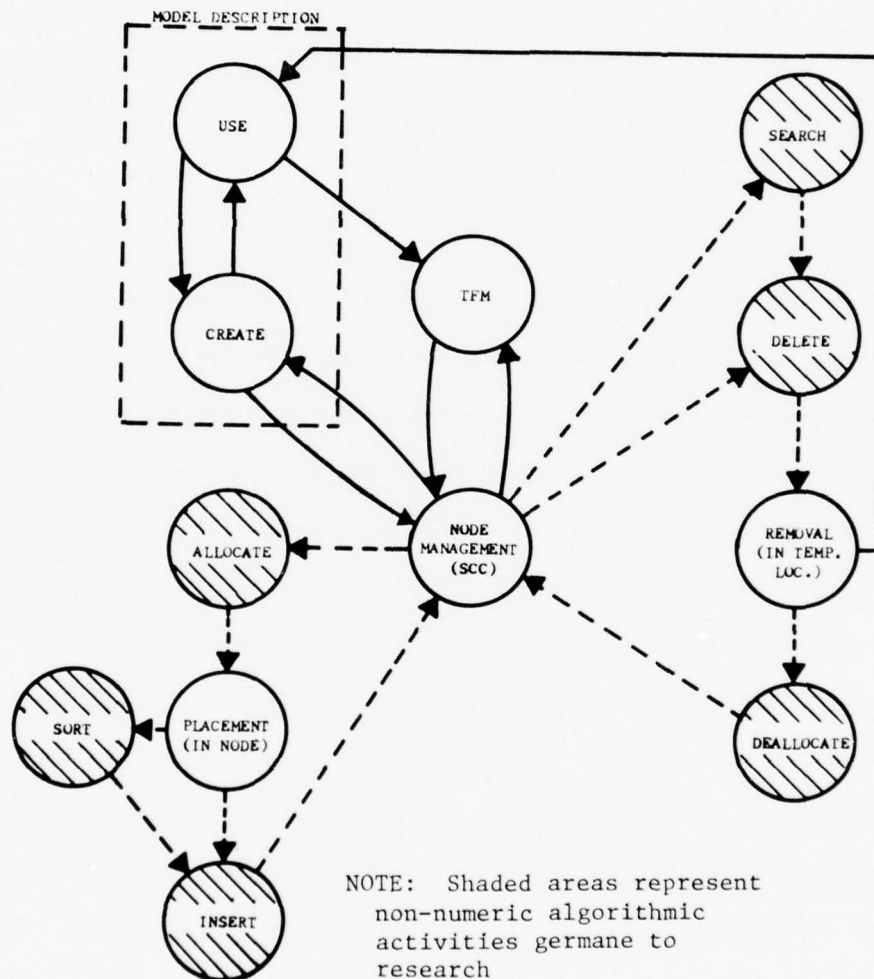 MODEL DESCRIPTION
USE
SEARCH
TFM
CREATE
DELETE
NODE
MANAGEMENT
(SCC)
ALLOCATE
REMOVAL
(IN TEMP.
LOC.)
SORT
PLACEMENT
(IN NODE)
DEALLOCATE
INSERT
NOTE: Shaded areas represent
non-numeric algorithmic
activities germane to
research